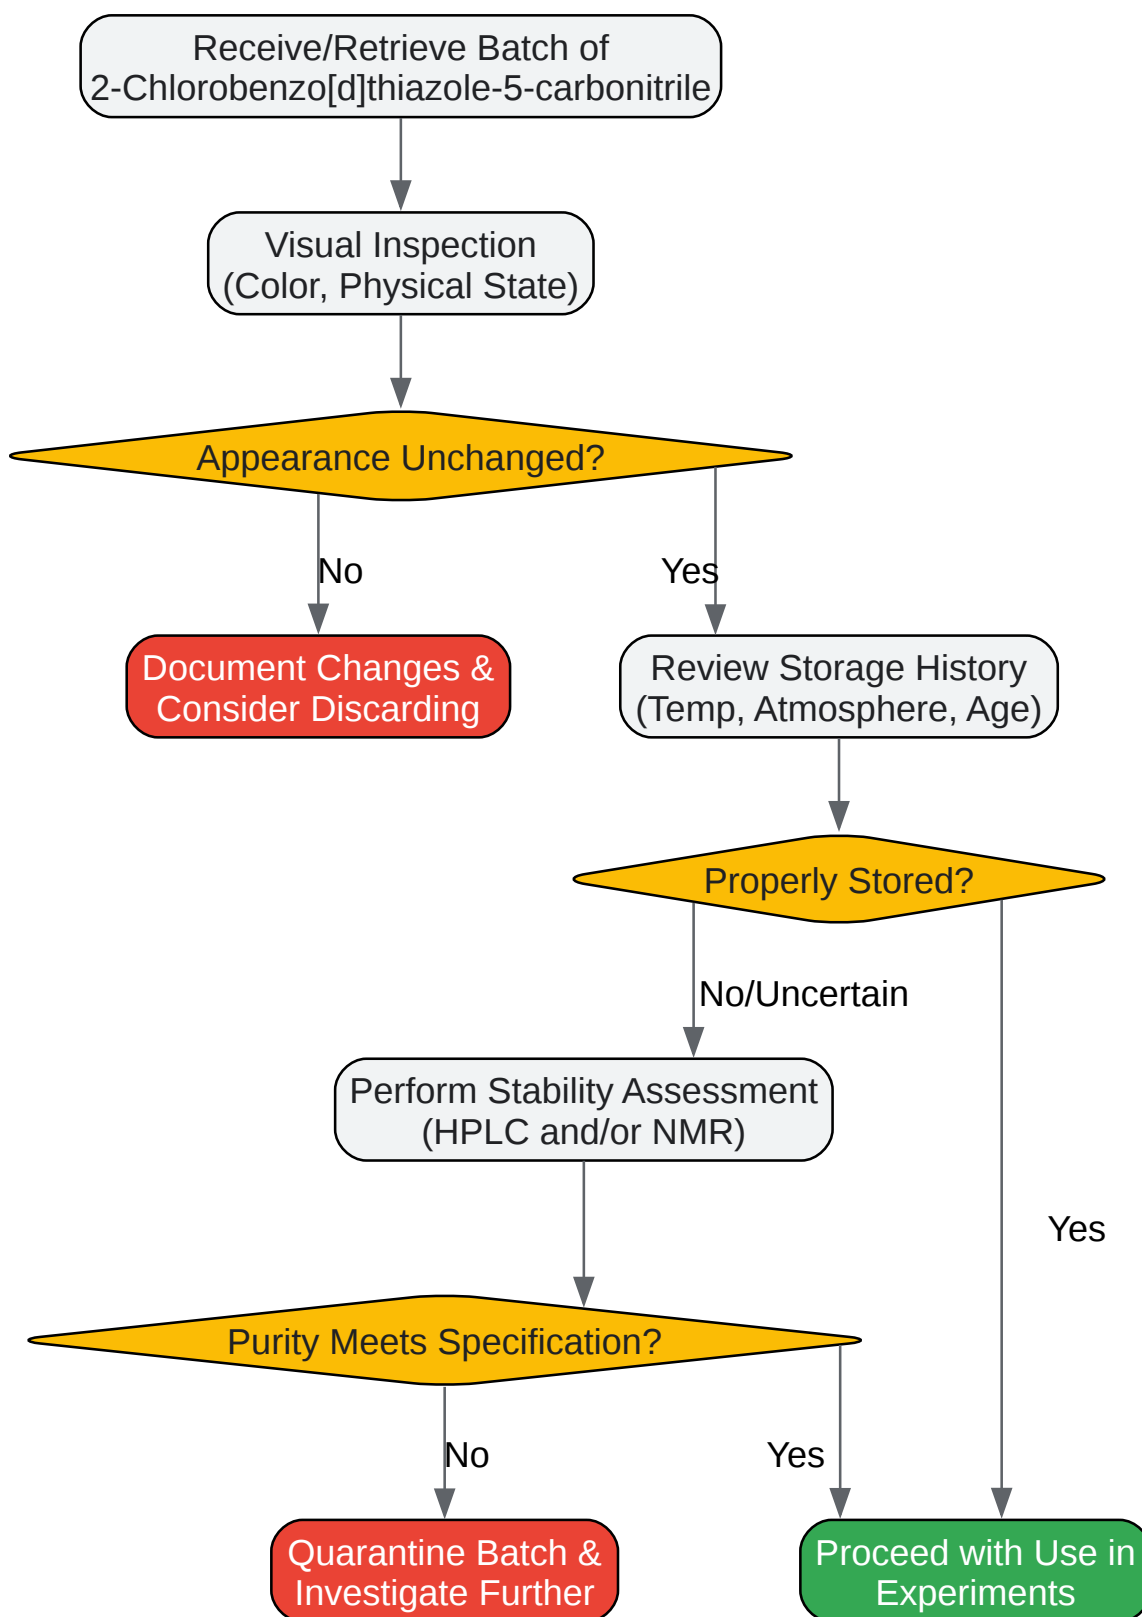 Receive/Retrieve Batch of
2-Chlorobenzo[d]thiazole-5-carbonitrile
Visual Inspection
(Color, Physical State)
Appearance Unchanged?
No
Yes
Document Changes &
Consider Discarding
Review Storage History
(Temp, Atmosphere, Age)
Properly Stored?
No/Uncertain
Perform Stability Assessment
(HPLC and/or NMR)
Yes
Purity Meets Specification?
No
Yes
Quarantine Batch &
Investigate Further
Proceed with Use in
Experiments